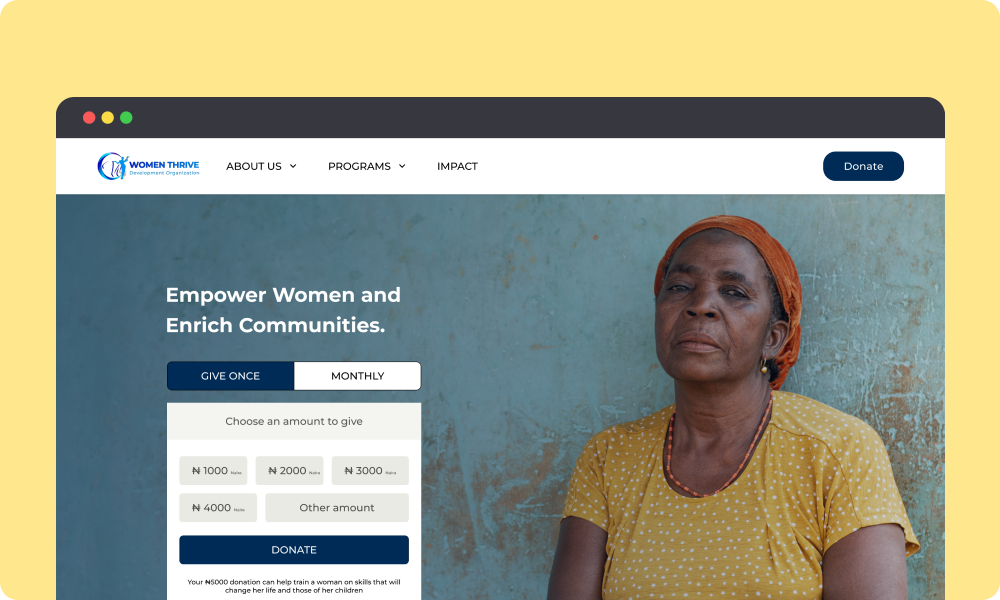 WOMEN THRIVE
Development Organization
ABOUT US
PROGRAMS
IMPACT
Donate
Empower Women and
Enrich Communities.
GIVE ONCE
MONTHLY
Choose an amount to give
₦ 1000 Naira
₦ 2000 Naira
₦ 3000 Naira
₦ 4000 Naira
Other amount
DONATE
Your ₦5000 donation can help train a woman on skills that will
change her life and those of her children